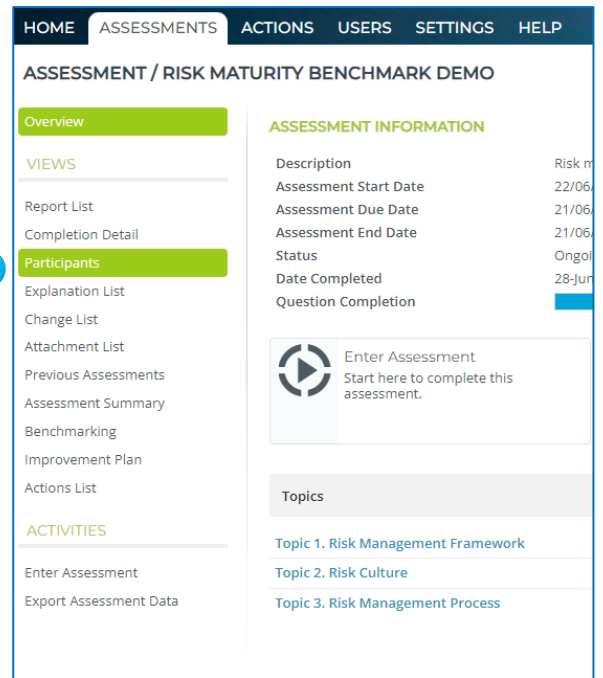 HOME ASSESSMENTS ACTIONS USERS SETTINGS HELP
ASSESSMENT / RISK MATURITY BENCHMARK DEMO
Overview
VIEWS
Report List
Completion Detail
Participants
Explanation List
Change List
Attachment List
Previous Assessments
Assessment Summary
Benchmarking
Improvement Plan
Actions List
ACTIVITIES
Enter Assessment
Export Assessment Data
ASSESSMENT INFORMATION
Description Risk
Assessment Start Date 22/06/
Assessment Due Date 21/06/
Assessment End Date 21/06/
Status Ongoi
Date Completed 28-Jun
Question Completion
Enter Assessment
Start here to complete this
assessment.
Topics
Topic 1. Risk Management Framework
Topic 2. Risk Culture
Topic 3. Risk Management Process